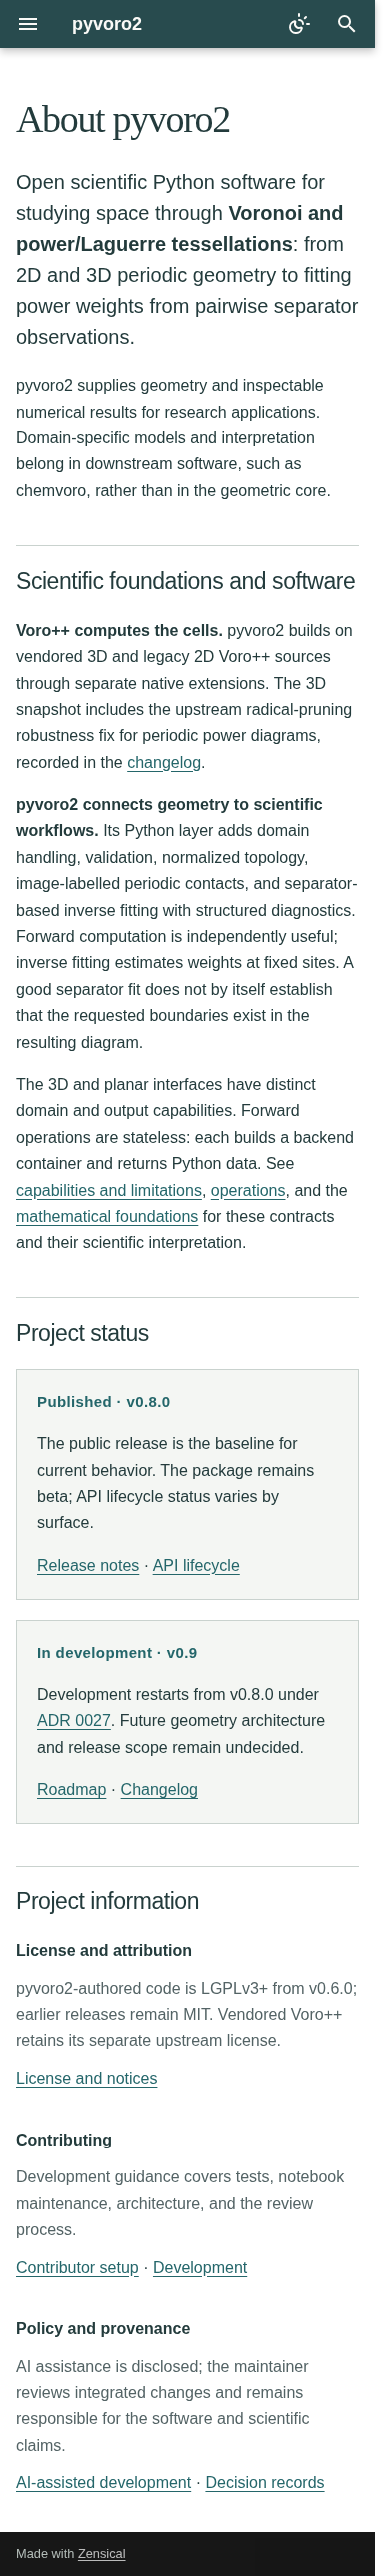 pyvoro2
About pyvoro2
Open scientific Python software for
studying space through Voronoi and
power/Laguerre tessellations: from
2D and 3D periodic geometry to fitting
power weights from pairwise separator
observations.
pyvoro2 supplies geometry and inspectable
numerical results for research applications.
Domain-specific models and interpretation
belong in downstream software, such as
chemvoro, rather than in the geometric core.
Scientific foundations and software
Voro++ computes the cells. pyvoro2 builds on
vendored 3D and legacy 2D Voro++ sources
through separate native extensions. The 3D
snapshot includes the upstream radical-pruning
robustness fix for periodic power diagrams,
recorded in the changelog.
pyvoro2 connects geometry to scientific
workflows. Its Python layer adds domain
handling, validation, normalized topology,
image-labelled periodic contacts, and separator-
based inverse fitting with structured diagnostics.
Forward computation is independently useful;
inverse fitting estimates weights at fixed sites. A
good separator fit does not by itself establish
that the requested boundaries exist in the
resulting diagram.
The 3D and planar interfaces have distinct
domain and output capabilities. Forward
operations are stateless: each builds a backend
container and returns Python data. See
capabilities and limitations, operations, and the
mathematical foundations for these contracts
and their scientific interpretation.
Project status
Published · v0.8.0
The public release is the baseline for
current behavior. The package remains
beta; API lifecycle status varies by
surface.
Release notes · API lifecycle
In development · v0.9
Development restarts from v0.8.0 under
ADR 0027. Future geometry architecture
and release scope remain undecided.
Roadmap · Changelog
Project information
License and attribution
pyvoro2-authored code is LGPLv3+ from v0.6.0;
earlier releases remain MIT. Vendored Voro++
retains its separate upstream license.
License and notices
Contributing
Development guidance covers tests, notebook
maintenance, architecture, and the review
process.
Contributor setup · Development
Policy and provenance
AI assistance is disclosed; the maintainer
reviews integrated changes and remains
responsible for the software and scientific
claims.
AI-assisted development · Decision records
Made with Zensical